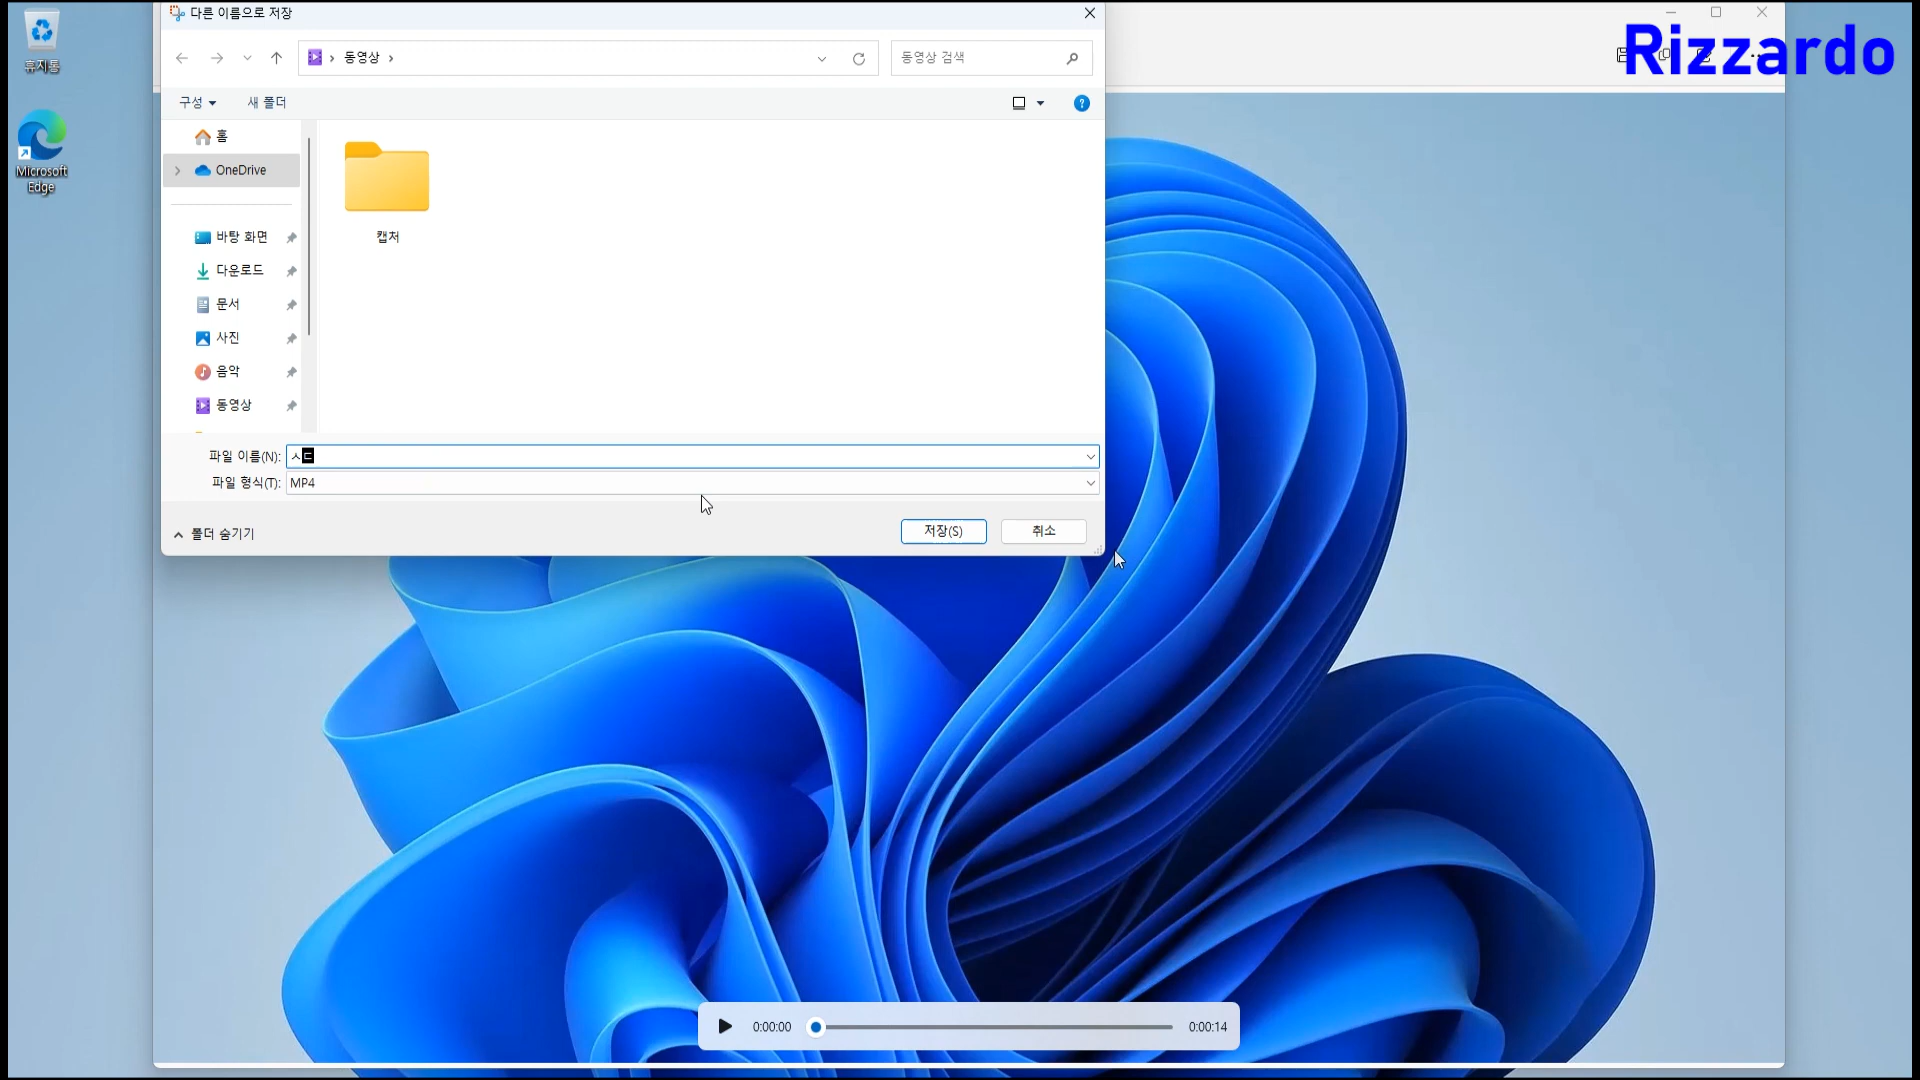 다른 이름으로 저장
Rizzardo
휴지통
동영상
동영상 검색
구성
새 폴더
홈
OneDrive
Microsoft
Edge
캡처
바탕 화면
다운로드
문서
사진
음악
동영상
파일 이름(N):
ㅅㄷ
파일 형식(T):
MP4
폴더 숨기기
저장(S)
취소
0:00:00
0:00:14